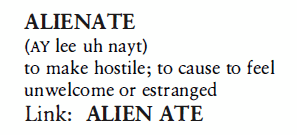 ALIENATE
(AY lee uh nayt)
to make hostile; to cause to feel
unwelcome or estranged
Link: ALIEN ATE